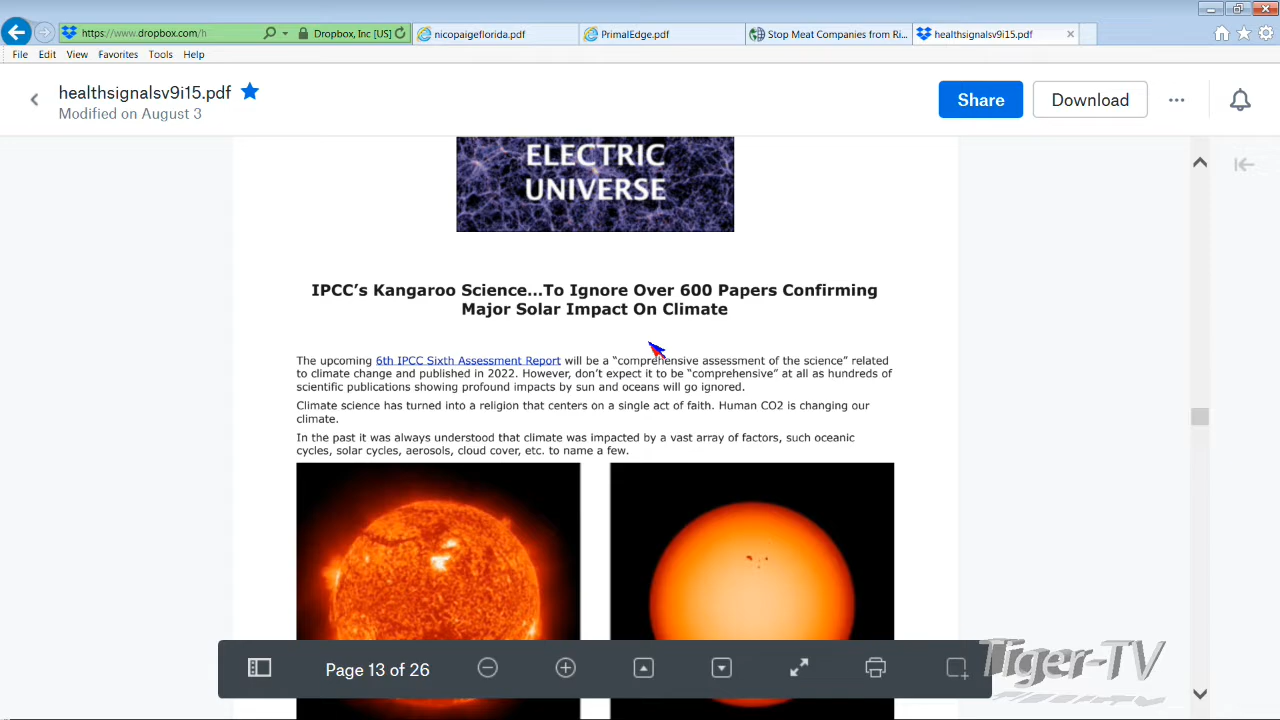 https://www.dropbox.com/h
Dropbox, Inc [US]
nicopaigeflorida.pdf
PrimalEdge.pdf
Stop Meat Companies from Ri...
healthsignalsv9i15.pdf
File Edit View Favorites Tools Help
healthsignalsv9i15.pdf
Modified on August 3
Share
Download
ELECTRIC
UNIVERSE
IPCC’s Kangaroo Science...To Ignore Over 600 Papers Confirming
Major Solar Impact On Climate
The upcoming 6th IPCC Sixth Assessment Report will be a “comprehensive assessment of the science” related
to climate change and published in 2022. However, don’t expect it to be “comprehensive” at all as hundreds of
scientific publications showing profound impacts by sun and oceans will go ignored.
Climate science has turned into a religion that centers on a single act of faith. Human CO2 is changing our
climate.
In the past it was always understood that climate was impacted by a vast array of factors, such oceanic
cycles, solar cycles, aerosols, cloud cover, etc. to name a few.
Page 13 of 26
Tiger-TV